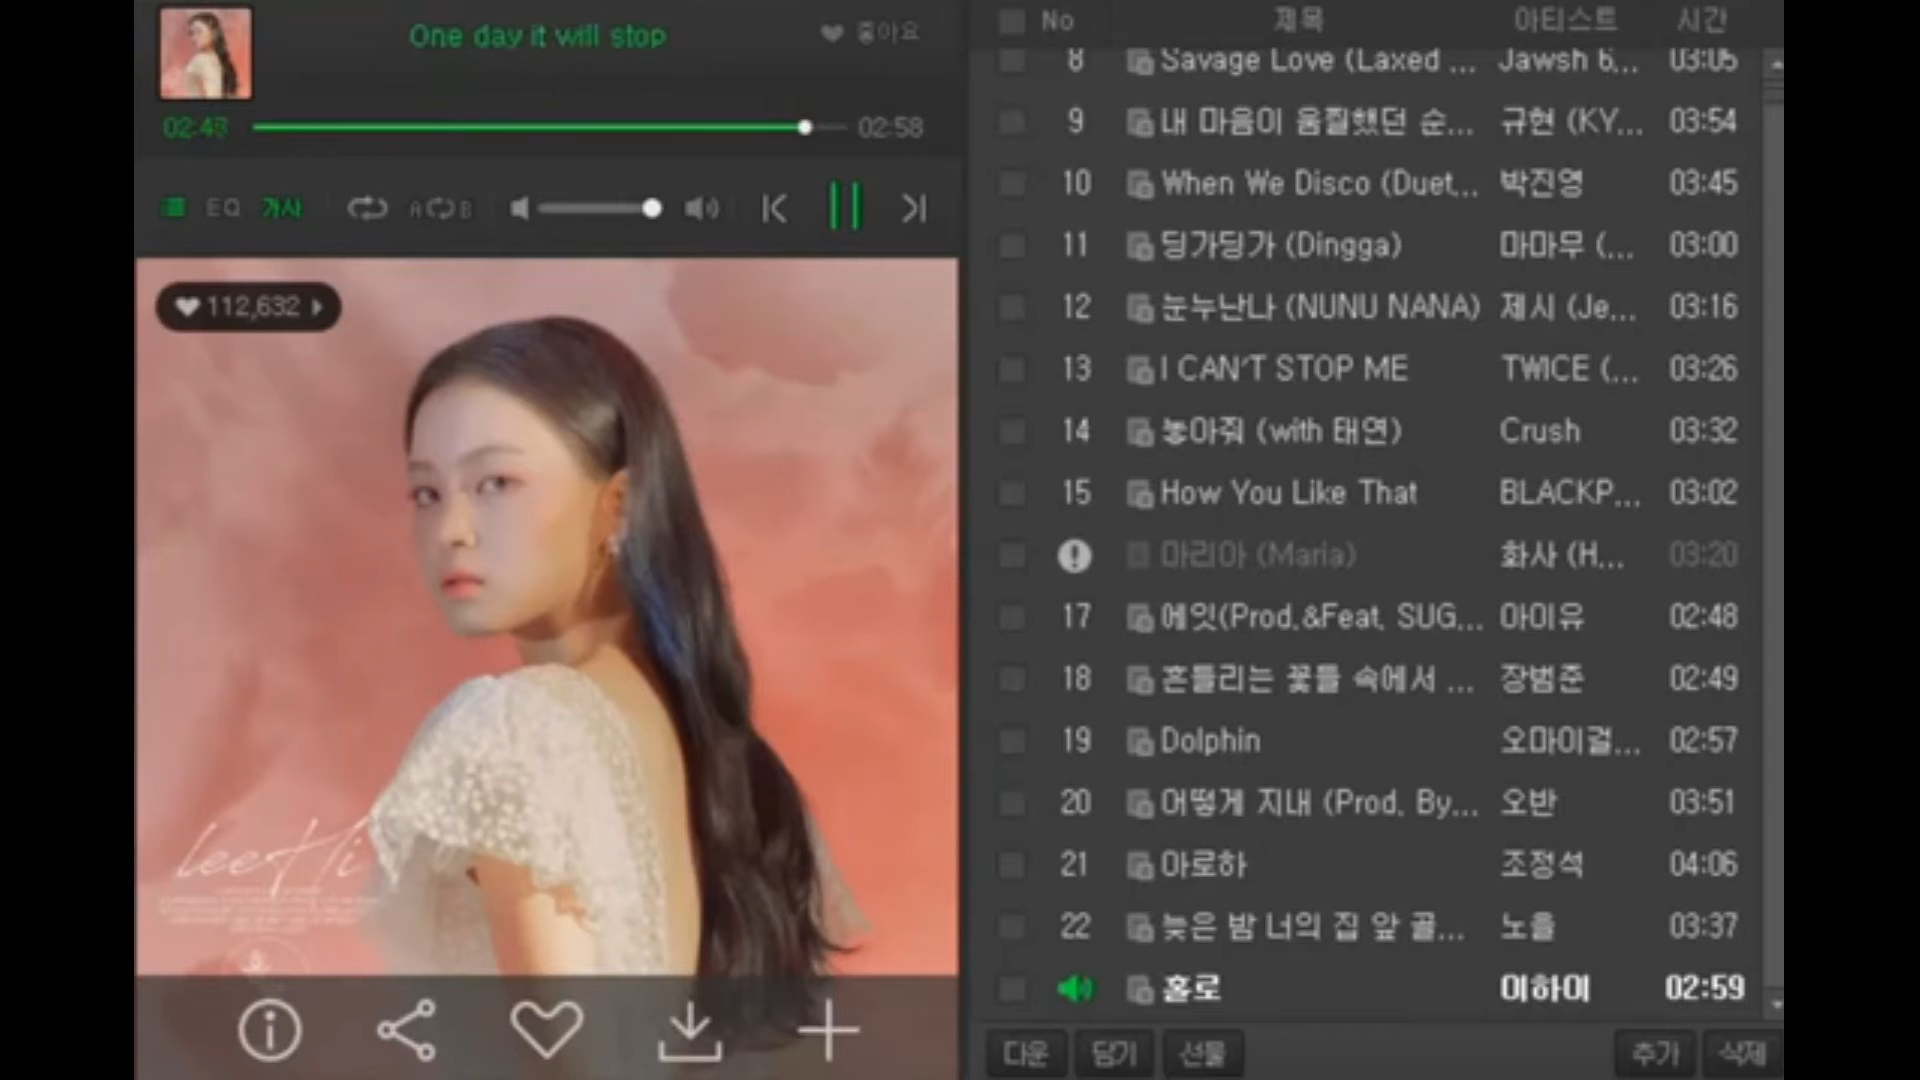 One day it will stop
좋아요
02:58
EQ 가사 A B
112,632
lee Hi
No 제목 아티스트 시간
8 Savage Love (Laxed ... Jawsh 6... 03:05
9 내 마음이 움찔했던 순... 규현 (KY... 03:54
10 When We Disco (Duet... 박진영 03:45
11 딩가딩가 (Dingga) 마마무 (... 03:00
12 눈누난나 (NUNU NANA) 제시 (Je... 03:16
13 I CAN'T STOP ME TWICE (... 03:26
14 놓아줘 (with 태연) Crush 03:32
15 How You Like That BLACKP... 03:02
마리아 (Maria) 화사 (H... 03:20
17 에잇(Prod.&Feat. SUG... 아이유 02:48
18 흔들리는 꽃들 속에서 ... 장범준 02:49
19 Dolphin 오마이걸... 02:57
20 어떻게 지내 (Prod. By... 오반 03:51
21 아로하 조정석 04:06
22 늦은 밤 너의 집 앞 골... 노을 03:37
홀로 이하이 02:59
다운 담기 선물 추가 삭제